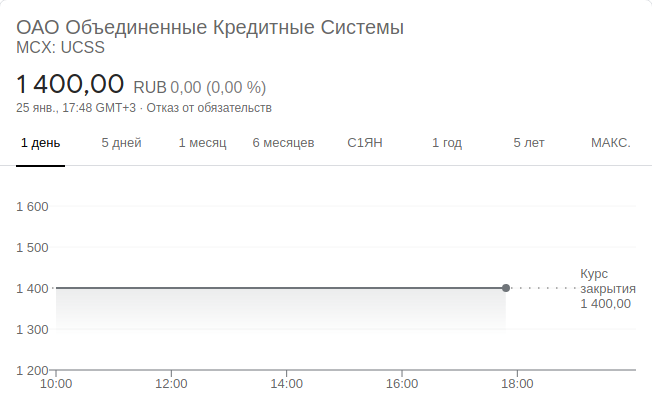 ОАО Объединенные Кредитные Системы
MCX: UCSS
1 400,00 RUB 0,00 (0,00 %)
25 янв., 17:48 GMT+3 · Отказ от обязательств
1 день 5 дней 1 месяц 6 месяцев С1ЯН 1 год 5 лет МАКС.
1 600
1 500
Курс
1 400 закрытия
1 400,00
1 300
1 200
10:00 12:00 14:00 16:00 18:00